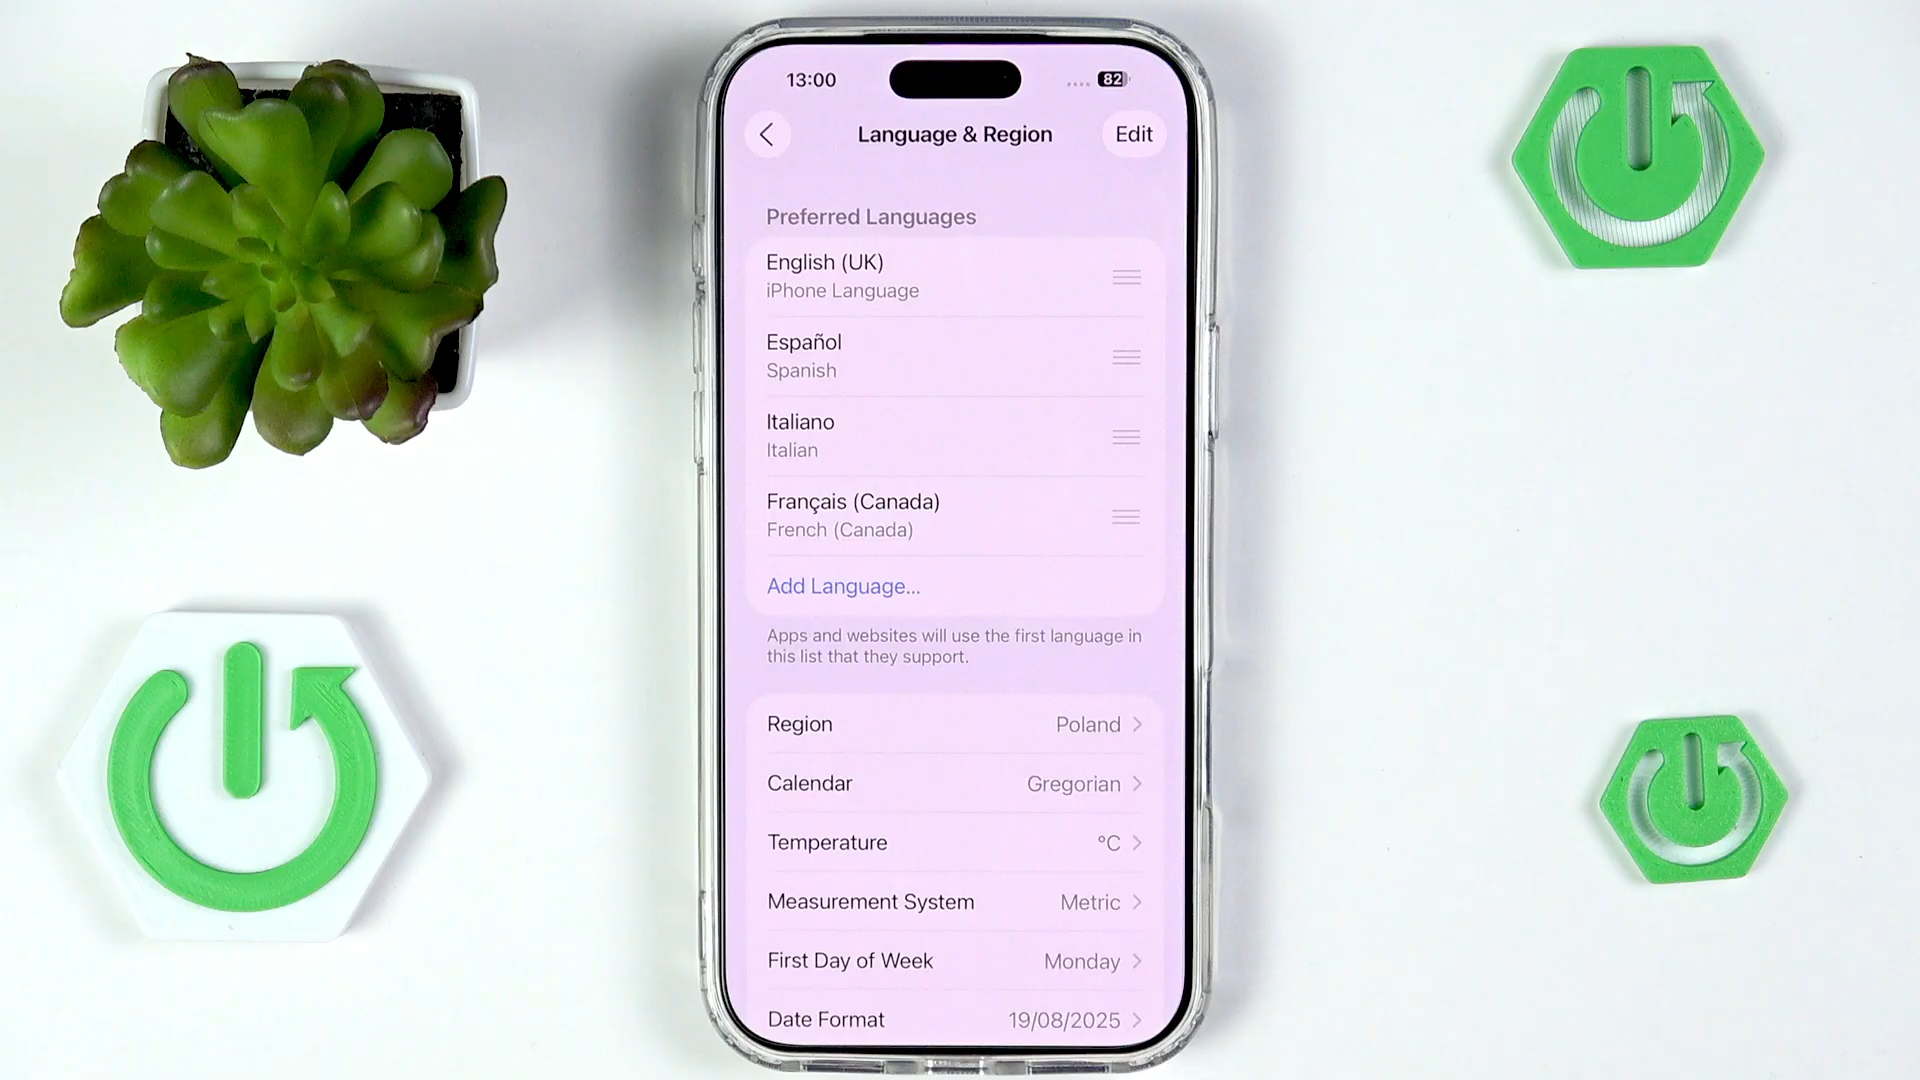 13:00
82
Language & Region
Edit
Preferred Languages
English (UK)
iPhone Language
Español
Spanish
Italiano
Italian
Français (Canada)
French (Canada)
Add Language...
Apps and websites will use the first language in
this list that they support.
Region Poland
Calendar Gregorian
Temperature °C
Measurement System Metric
First Day of Week Monday
Date Format 19/08/2025